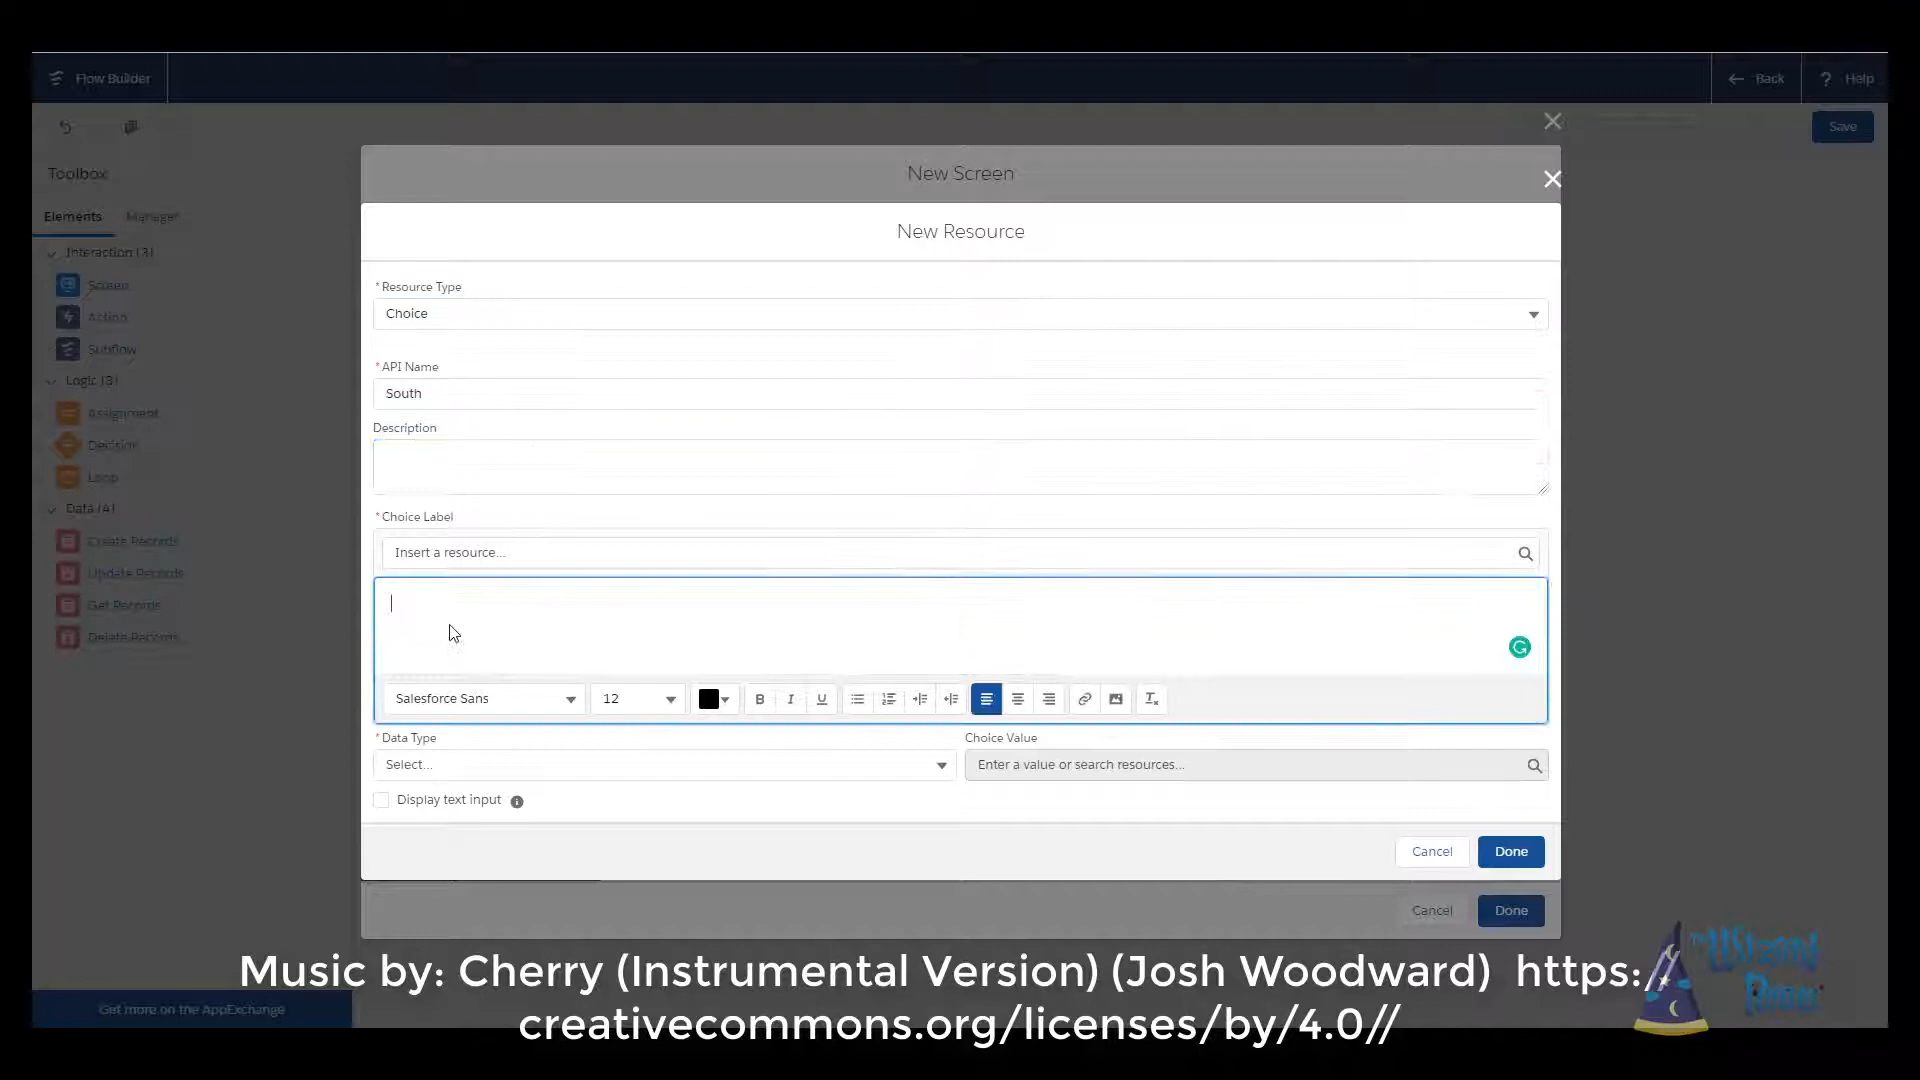 Flow Builder
Back
? Help
Save
Toolbox
Elements Manager
Interaction (3)
Screen
Action
Subflow
Logic (3)
Assignment
Decision
Loop
Data (4)
Create Records
Update Records
Get Records
Delete Records
Get more on the AppExchange
New Screen
New Resource
* Resource Type
Choice
* API Name
South
Description
* Choice Label
Insert a resource...
Salesforce Sans 12 B I U
* Data Type
Select...
Choice Value
Enter a value or search resources...
Display text input
Cancel Done
Cancel Done
Music by: Cherry (Instrumental Version) (Josh Woodward) https:/
creativecommons.org/licenses/by/4.0//
The Wizard